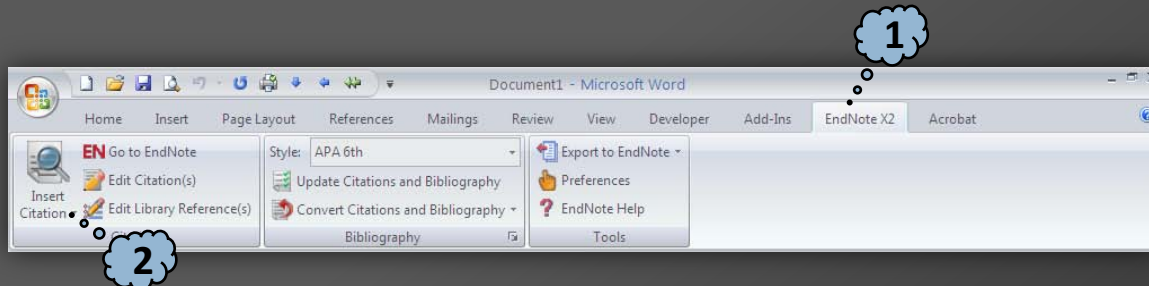 1
Document1 - Microsoft Word
Home Insert Page Layout References Mailings Review View Developer Add-Ins EndNote X2 Acrobat
Insert Citation
EN Go to EndNote
Edit Citation(s)
Edit Library Reference(s)
Style: APA 6th
Update Citations and Bibliography
Convert Citations and Bibliography
Bibliography
Export to EndNote
Preferences
? EndNote Help
Tools
2